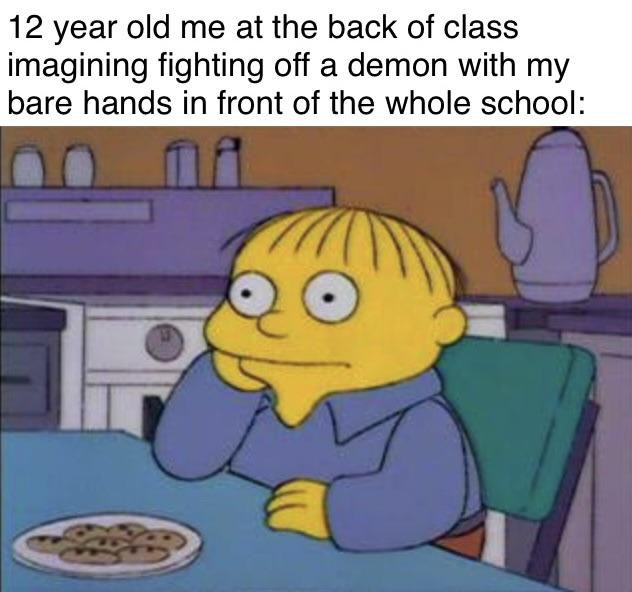 12 year old me at the back of class
imagining fighting off a demon with my
bare hands in front of the whole school: